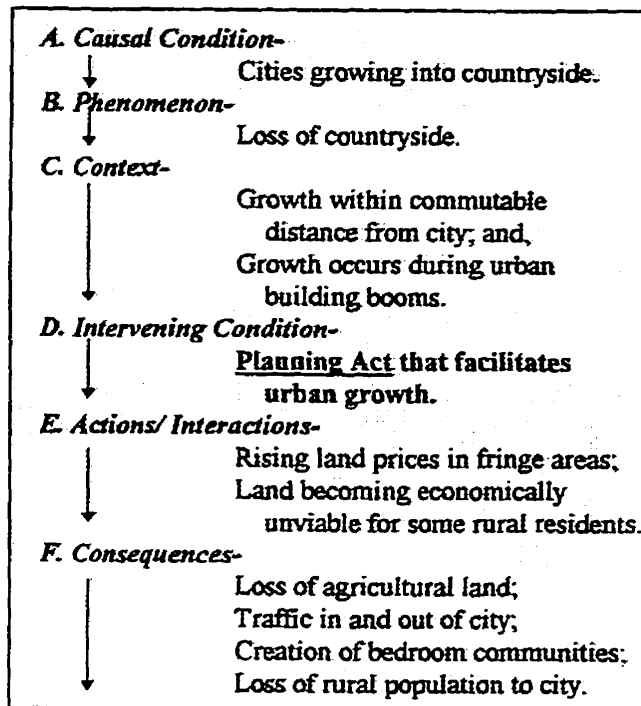 A. Causal Condition-
Cities growing into countryside.
B. Phenomenon-
Loss of countryside.
C. Context-
Growth within commutable
distance from city; and,
Growth occurs during urban
building booms.
D. Intervening Condition-
Planning Act that facilitates
urban growth.
E. Actions/ Interactions-
Rising land prices in fringe areas;
Land becoming economically
unviable for some rural residents.
F. Consequences-
Loss of agricultural land;
Traffic in and out of city;
Creation of bedroom communities;
Loss of rural population to city.